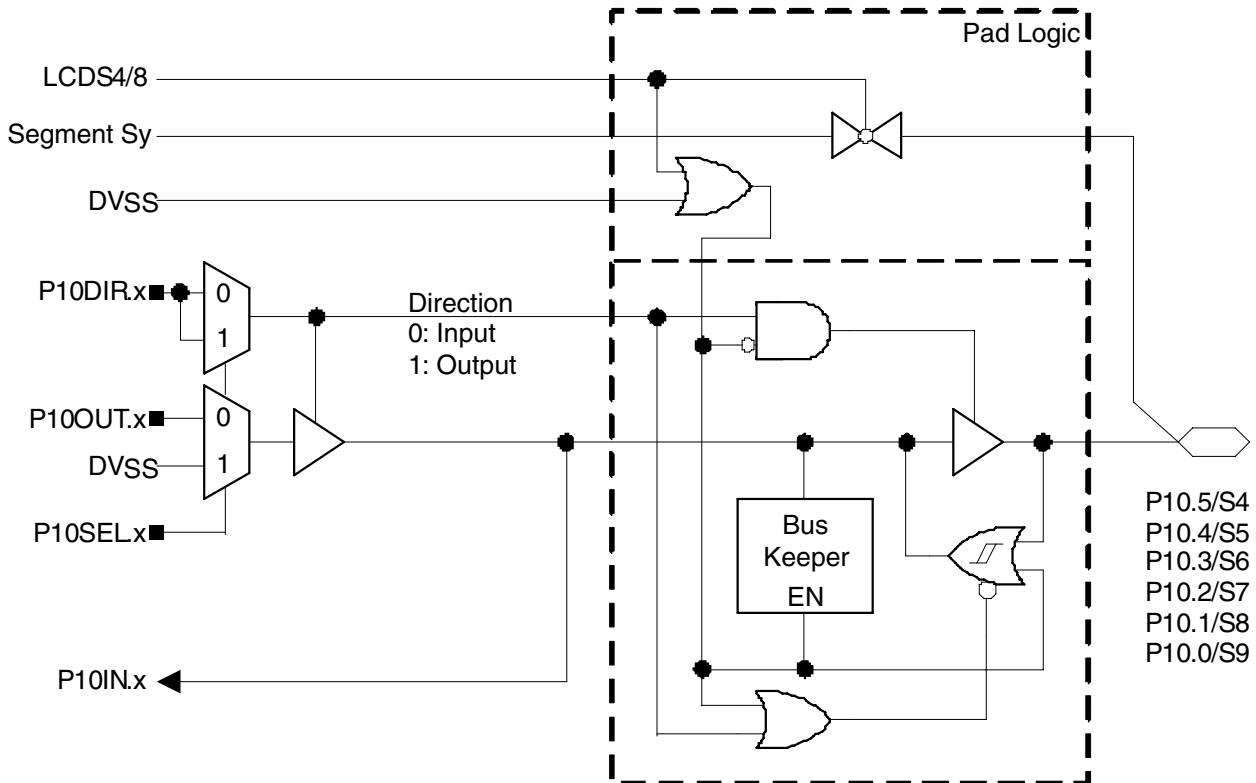 Pad Logic
LCDS4/8
Segment Sy
DVSS
P10DIR.x
0
1
Direction
0: Input
1: Output
P10OUT.x
0
DVSS
1
P10SEL.x
Bus
Keeper
EN
P10.5/S4
P10.4/S5
P10.3/S6
P10.2/S7
P10.1/S8
P10.0/S9
P10IN.x